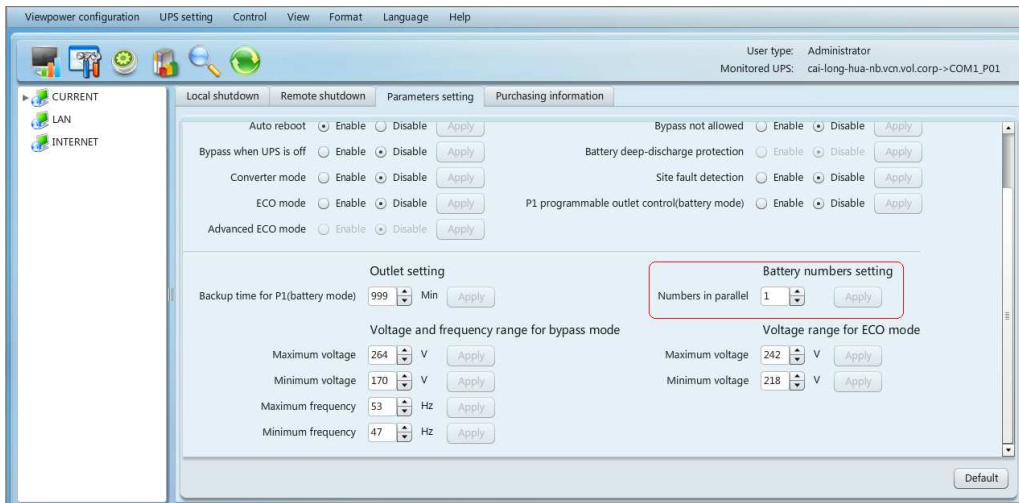 Viewpower configuration UPS setting Control View Format Language Help
User type: Administrator
Monitored UPS: cai-long-hua-nb.vcn.vol.corp->COM1_P01
CURRENT
LAN
INTERNET
Local shutdown Remote shutdown Parameters setting Purchasing information
Auto reboot Enable Disable Apply Bypass not allowed Enable Disable Apply
Bypass when UPS is off Enable Disable Apply Battery deep-discharge protection Enable Disable Apply
Converter mode Enable Disable Apply Site fault detection Enable Disable Apply
ECO mode Enable Disable Apply P1 programmable outlet control(battery mode) Enable Disable Apply
Advanced ECO mode Enable Disable Apply
Outlet setting Battery numbers setting
Backup time for P1(battery mode) 999 Min Apply Numbers in parallel 1 Apply
Voltage and frequency range for bypass mode Voltage range for ECO mode
Maximum voltage 264 V Apply Maximum voltage 242 V Apply
Minimum voltage 170 V Apply Minimum voltage 218 V Apply
Maximum frequency 53 Hz Apply
Minimum frequency 47 Hz Apply
Default